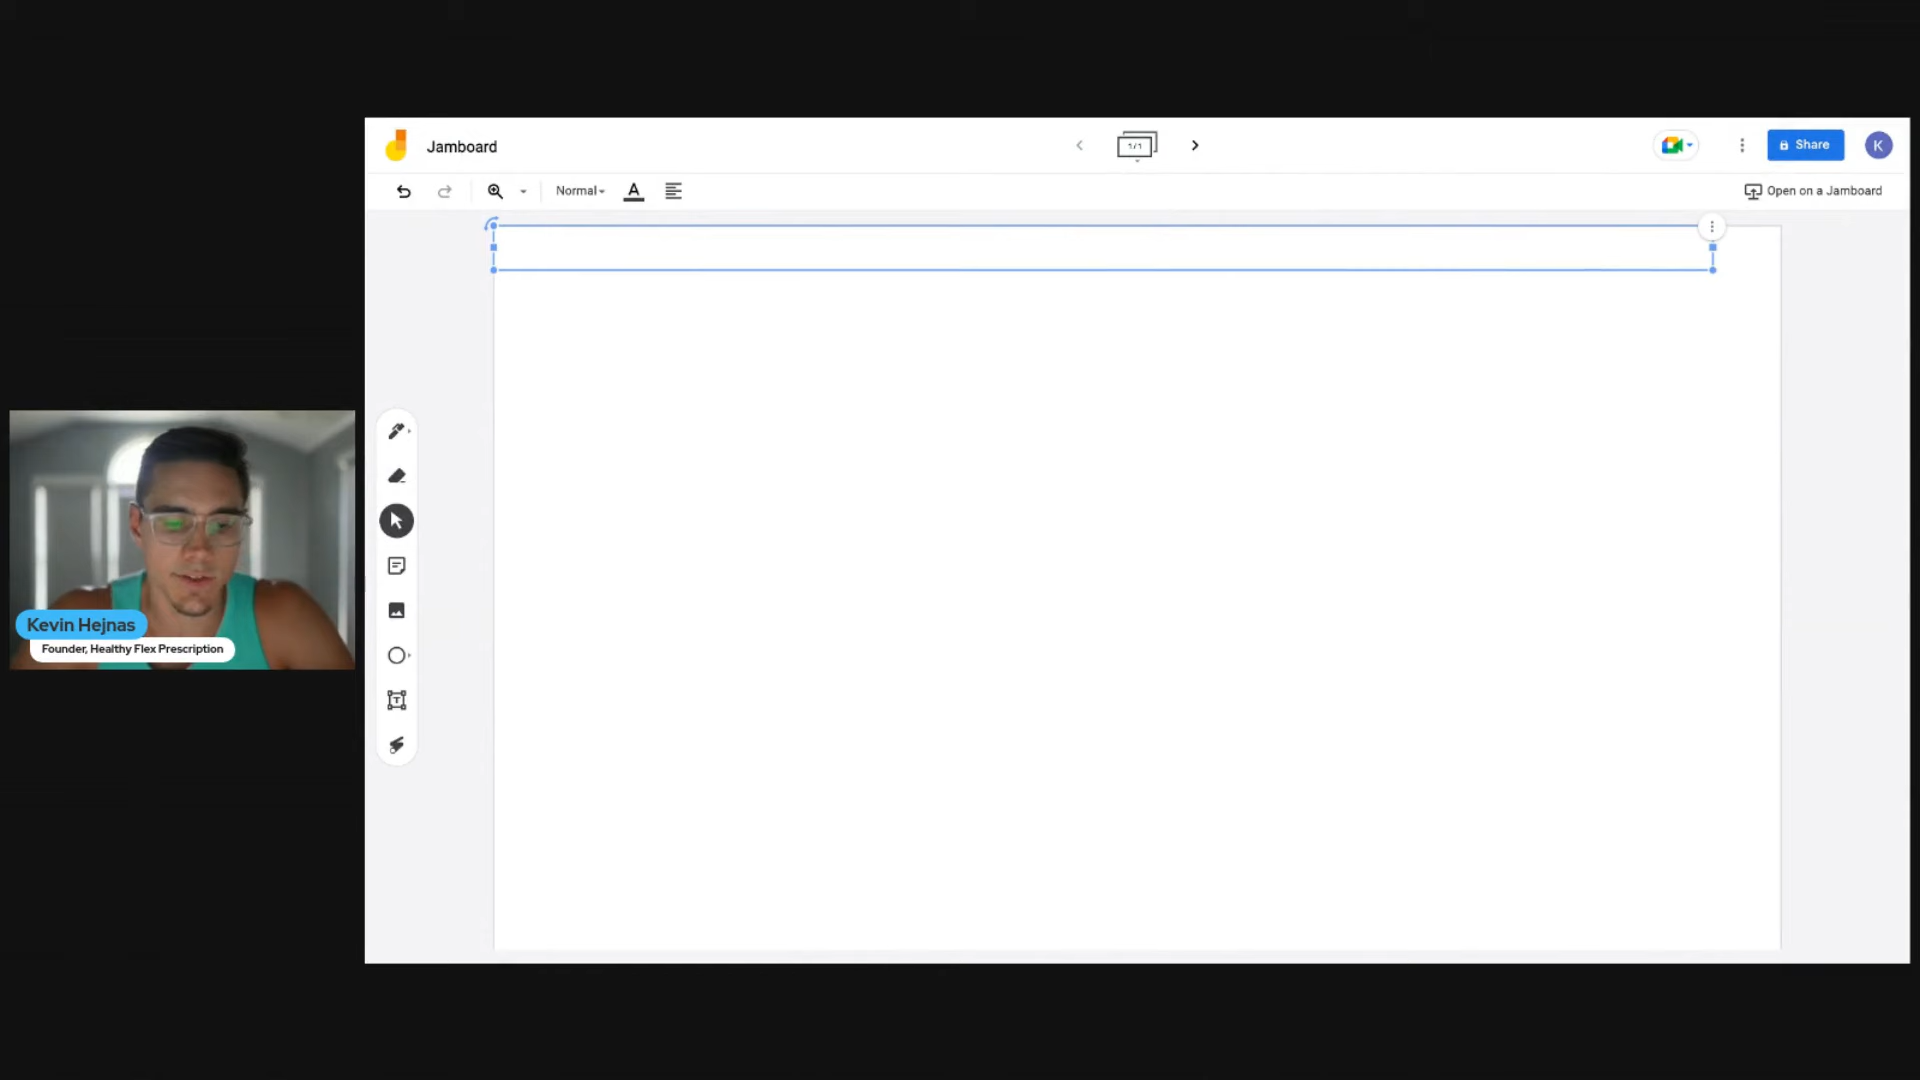 Jamboard
1/1
Share
K
Normal
A
Open on a Jamboard
T
Kevin Hejnas
Founder, Healthy Flex Prescription